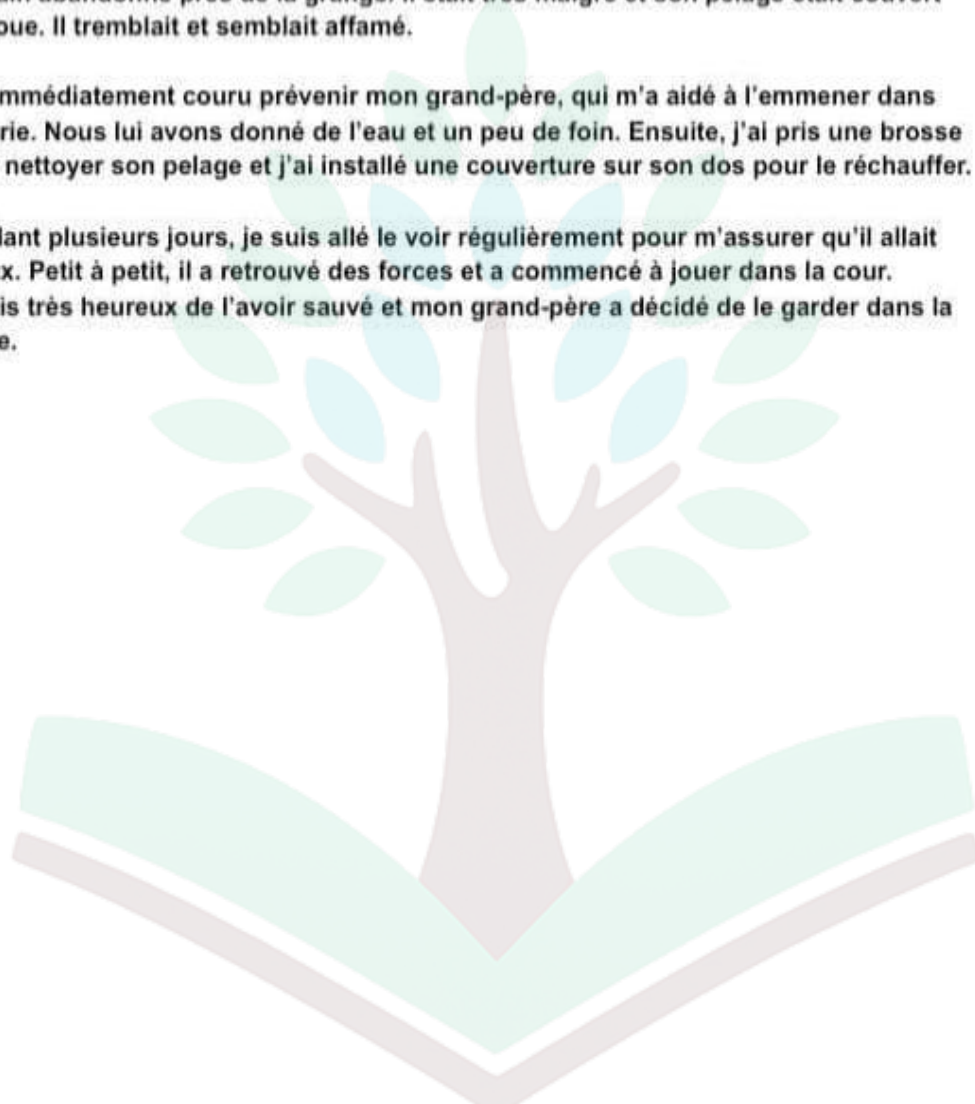 abandonné près de la grange. Il était très maigre et son pelage était couvert
oue. Il tremblait et semblait affamé.
mmédiatement couru prévenir mon grand-père, qui m'a aidé à l'emmener dans
rie. Nous lui avons donné de l'eau et un peu de foin. Ensuite, j'ai pris une brosse
nettoyer son pelage et j'ai installé une couverture sur son dos pour le réchauffer.
dant plusieurs jours, je suis allé le voir régulièrement pour m'assurer qu'il allait
x. Petit à petit, il a retrouvé des forces et a commencé à jouer dans la cour.
is très heureux de l'avoir sauvé et mon grand-père a décidé de le garder dans la
e.